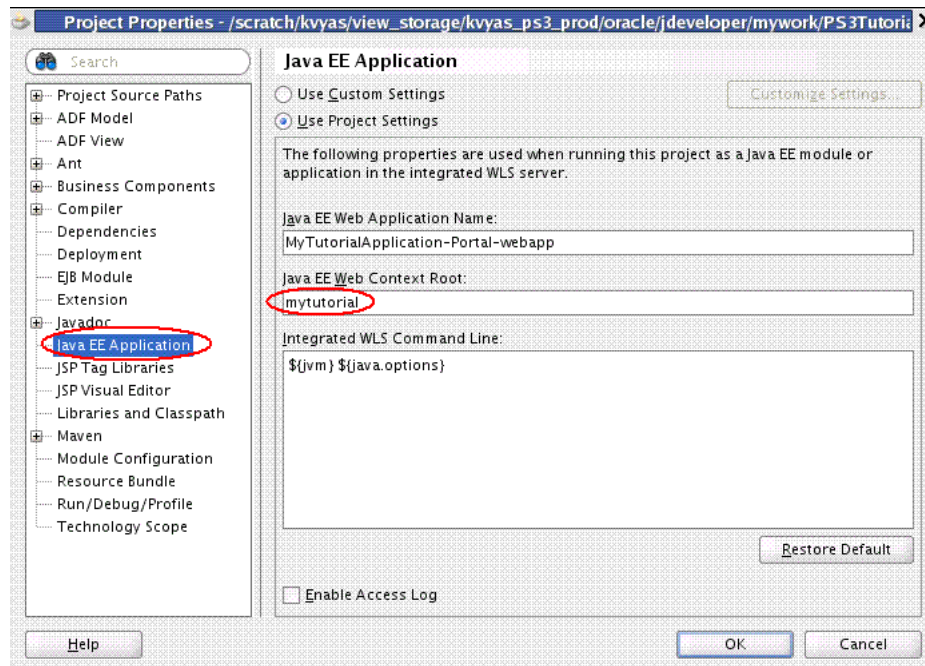 Project Properties - /scratch/kvyas/view_storage/kvyas_ps3_prod/oracle/jdeveloper/mywork/PS3Tutoria
Search
Project Source Paths
ADF Model
ADF View
Ant
Business Components
Compiler
Dependencies
Deployment
EJB Module
Extension
Javadoc
Java EE Application
JSP Tag Libraries
JSP Visual Editor
Libraries and Classpath
Maven
Module Configuration
Resource Bundle
Run/Debug/Profile
Technology Scope
Java EE Application
Use Custom Settings
Customize Settings...
Use Project Settings
The following properties are used when running this project as a Java EE module or
application in the integrated WLS server.
Java EE Web Application Name:
MyTutorialApplication-Portal-webapp
Java EE Web Context Root:
mytutorial
Integrated WLS Command Line:
${jvm} ${java.options}
Restore Default
Enable Access Log
Help
OK
Cancel